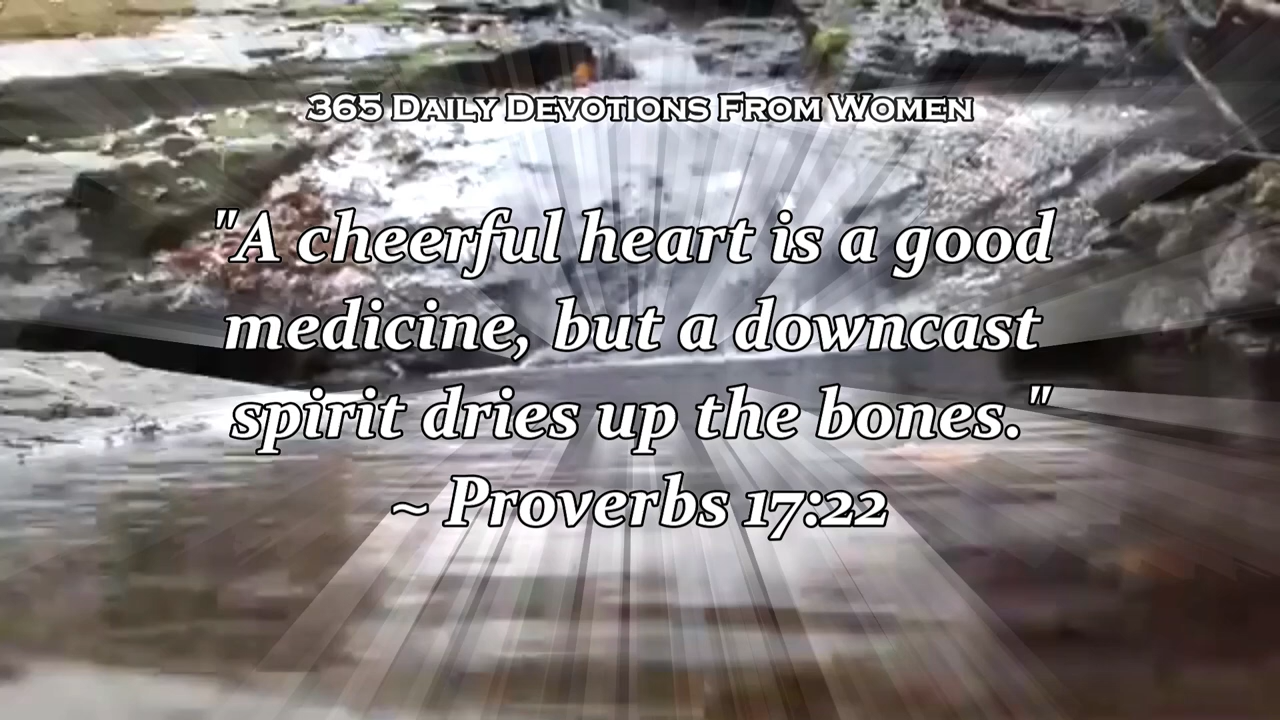 365 Daily Devotions From Women
"A cheerful heart is a good
medicine, but a downcast
spirit dries up the bones."
~ Proverbs 17:22